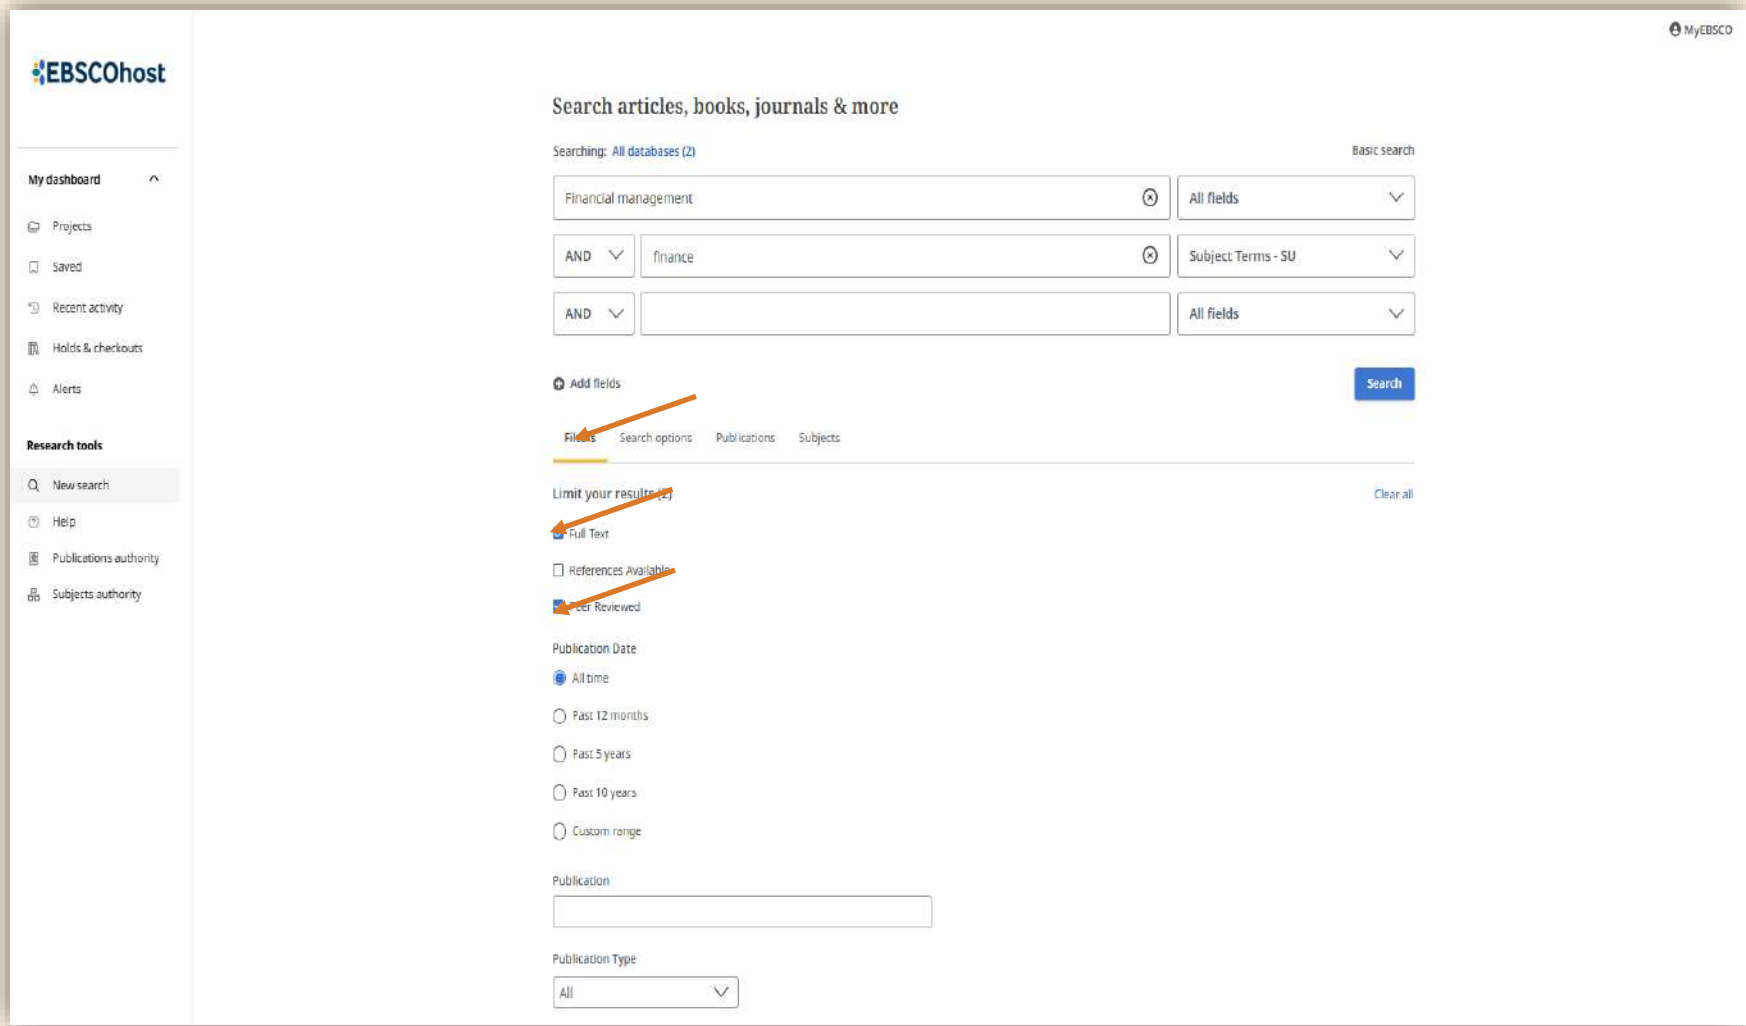 MyEBSCO
EBSCOhost
Search articles, books, journals & more
Searching: All databases (2)
Basic search
My dashboard
Projects
Saved
Recent activity
Holds & checkouts
Alerts
Research tools
New search
Help
Publications authority
Subjects authority
Financial management
All fields
AND
finance
Subject Terms - SU
AND
All fields
Add fields
Search
Filters Search options Publications Subjects
Limit your results (2)
Clear all
Full Text
References Available
Peer Reviewed
Publication Date
All time
Past 12 months
Past 5 years
Past 10 years
Custom range
Publication
Publication Type
All